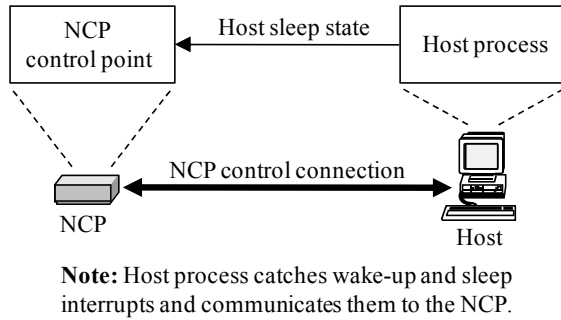 NCP
control point
Host sleep state
Host process
NCP control connection
NCP
Host
Note: Host process catches wake-up and sleep
interrupts and communicates them to the NCP.